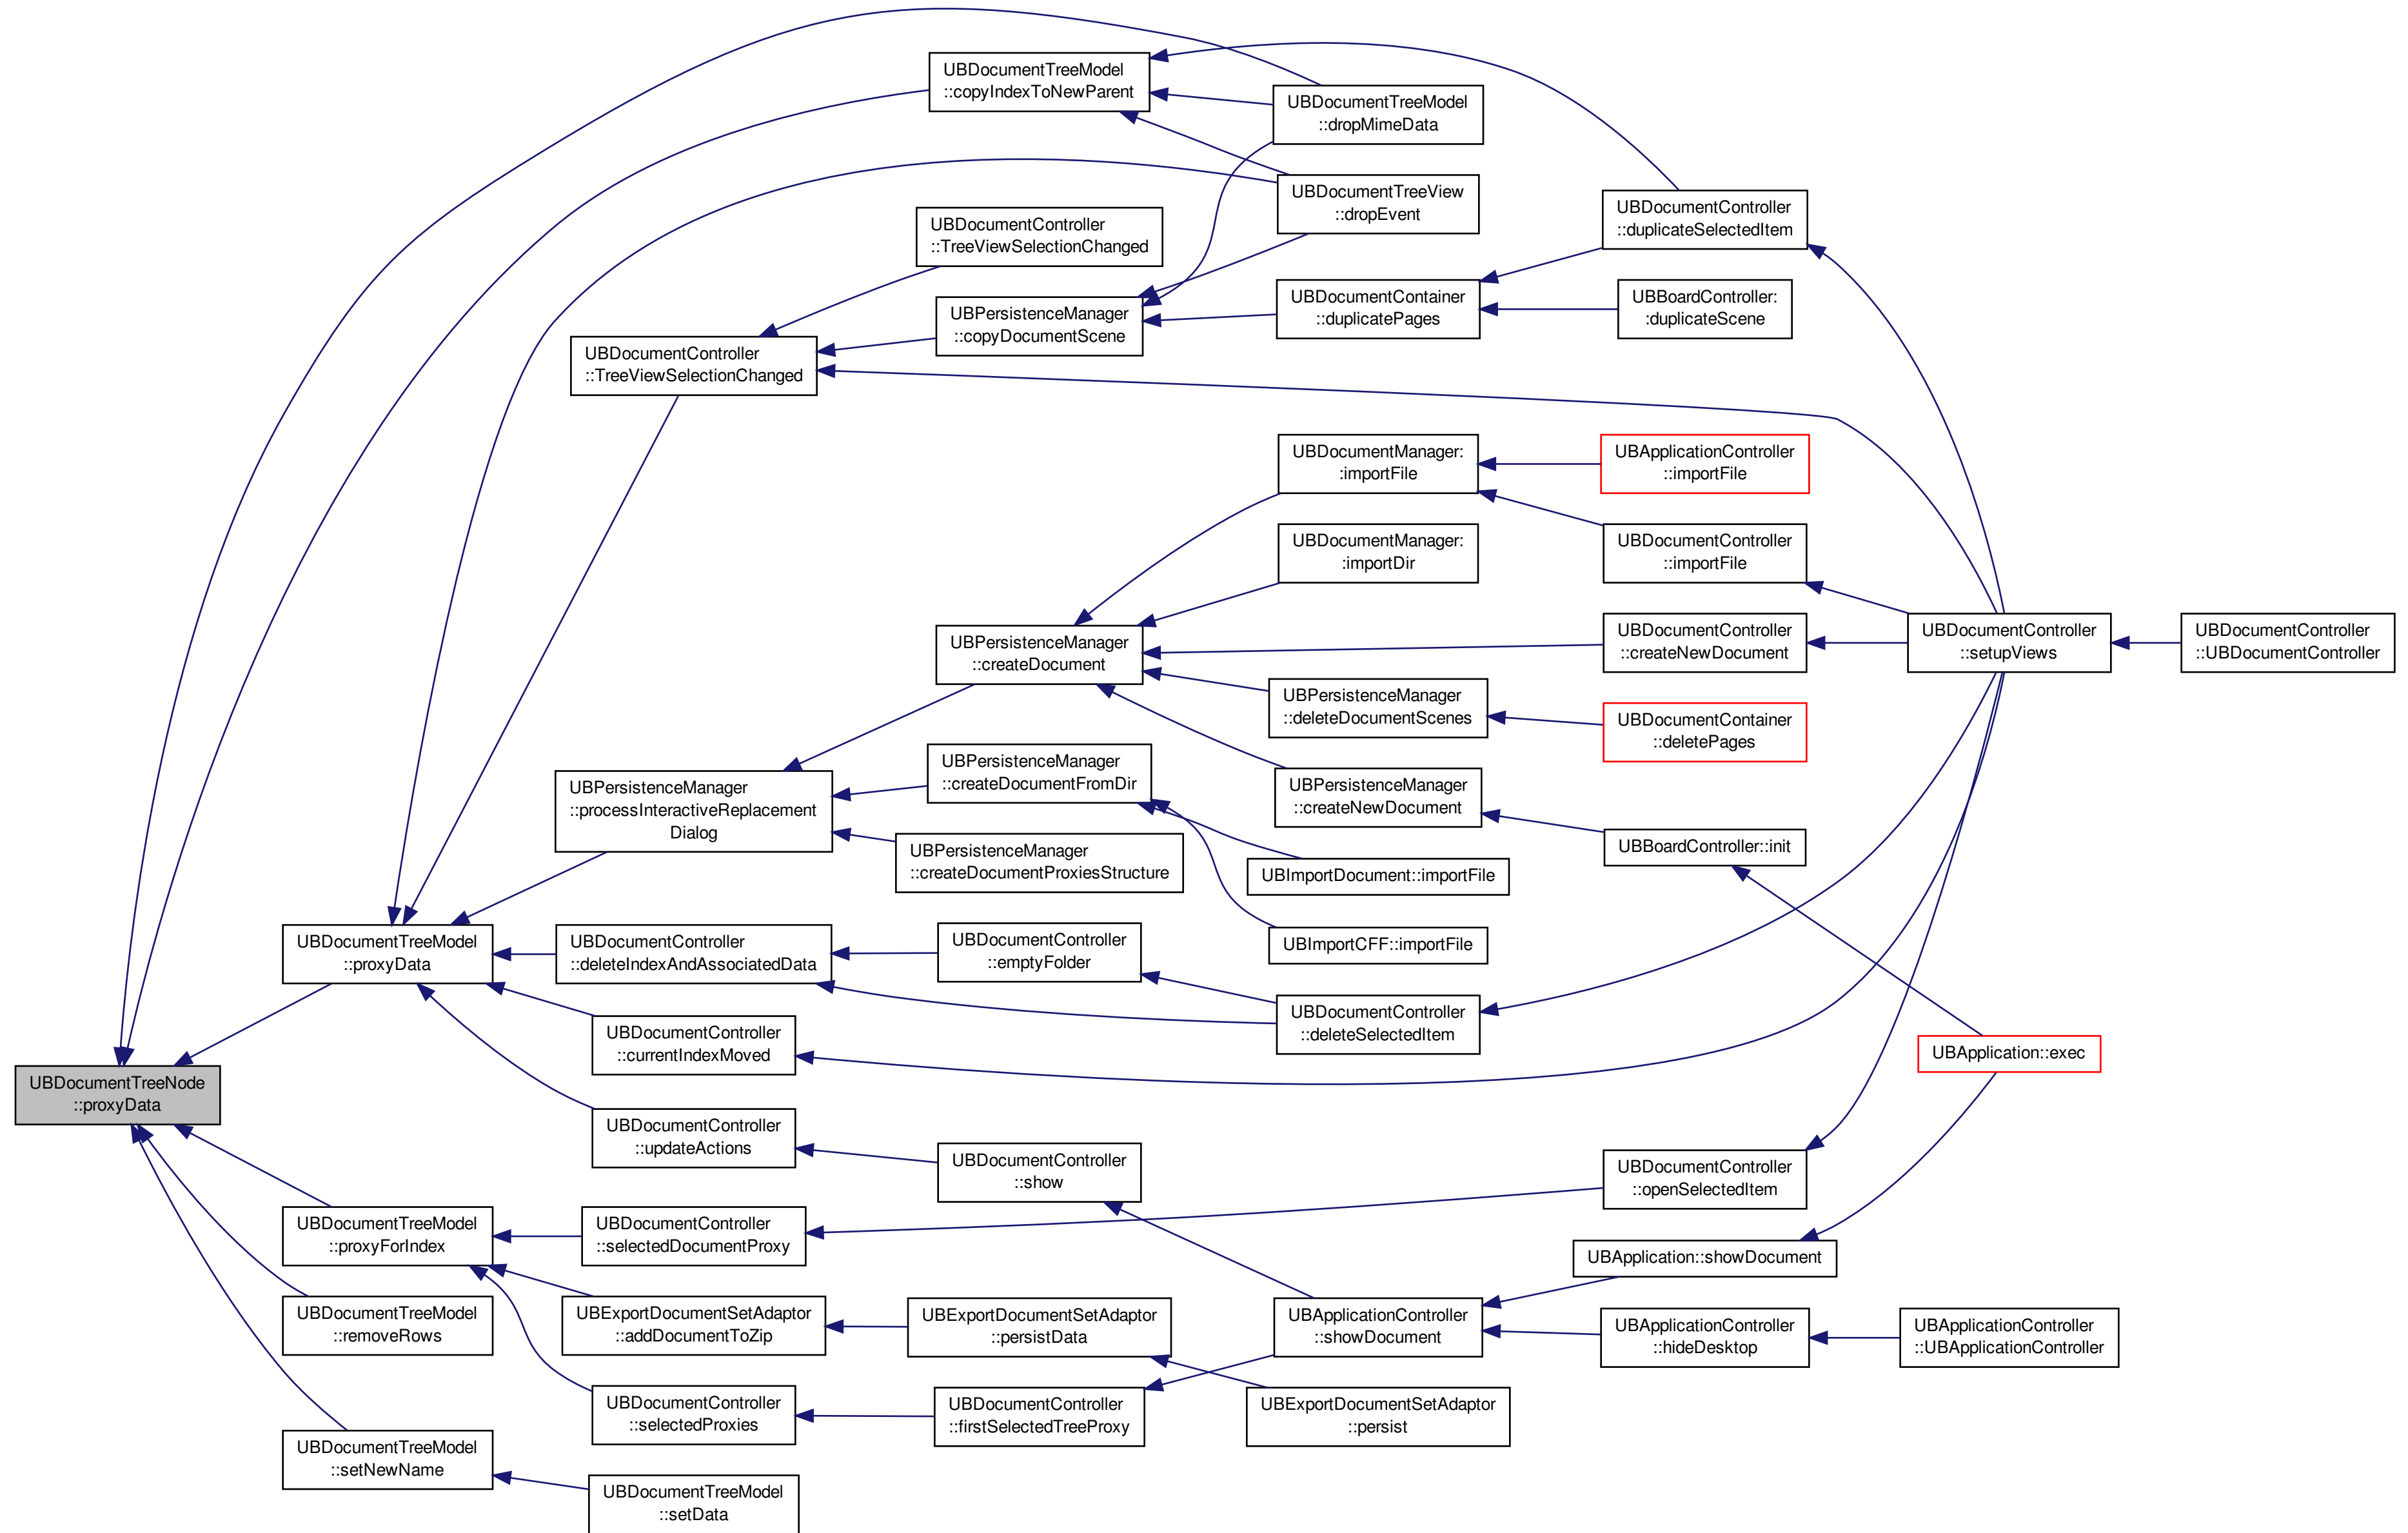 UBDocumentTreeModel
::copyIndexToNewParent
UBDocumentTreeModel
::dropMimeData
UBDocumentTreeView
::dropEvent
UBDocumentController
::duplicateSelectedItem
UBDocumentController
::TreeViewSelectionChanged
UBPersistenceManager
::copyDocumentScene
UBDocumentContainer
::duplicatePages
UBBoardController:
:duplicateScene
UBDocumentController
::TreeViewSelectionChanged
UBDocumentManager:
:importFile
UBApplicationController
::importFile
UBDocumentManager:
:importDir
UBDocumentController
::importFile
UBPersistenceManager
::createDocument
UBDocumentController
::createNewDocument
UBDocumentController
::setupViews
UBDocumentController
::UBDocumentController
UBPersistenceManager
::deleteDocumentScenes
UBDocumentContainer
::deletePages
UBPersistenceManager
::processInteractiveReplacement
Dialog
UBPersistenceManager
::createDocumentFromDir
UBPersistenceManager
::createNewDocument
UBPersistenceManager
::createDocumentProxiesStructure
UBBoardController::init
UBImportDocument::importFile
UBImportCFF::importFile
UBDocumentTreeModel
::proxyData
UBDocumentController
::deleteIndexAndAssociatedData
UBDocumentController
::emptyFolder
UBDocumentController
::deleteSelectedItem
UBDocumentController
::currentIndexMoved
UBApplication::exec
UBDocumentTreeNode
::proxyData
UBDocumentController
::updateActions
UBDocumentController
::show
UBDocumentController
::openSelectedItem
UBDocumentTreeModel
::proxyForIndex
UBDocumentController
::selectedDocumentProxy
UBApplication::showDocument
UBDocumentTreeModel
::removeRows
UBExportDocumentSetAdaptor
::addDocumentToZip
UBExportDocumentSetAdaptor
::persistData
UBApplicationController
::showDocument
UBApplicationController
::hideDesktop
UBApplicationController
::UBApplicationController
UBDocumentController
::selectedProxies
UBDocumentController
::firstSelectedTreeProxy
UBExportDocumentSetAdaptor
::persist
UBDocumentTreeModel
::setNewName
UBDocumentTreeModel
::setData